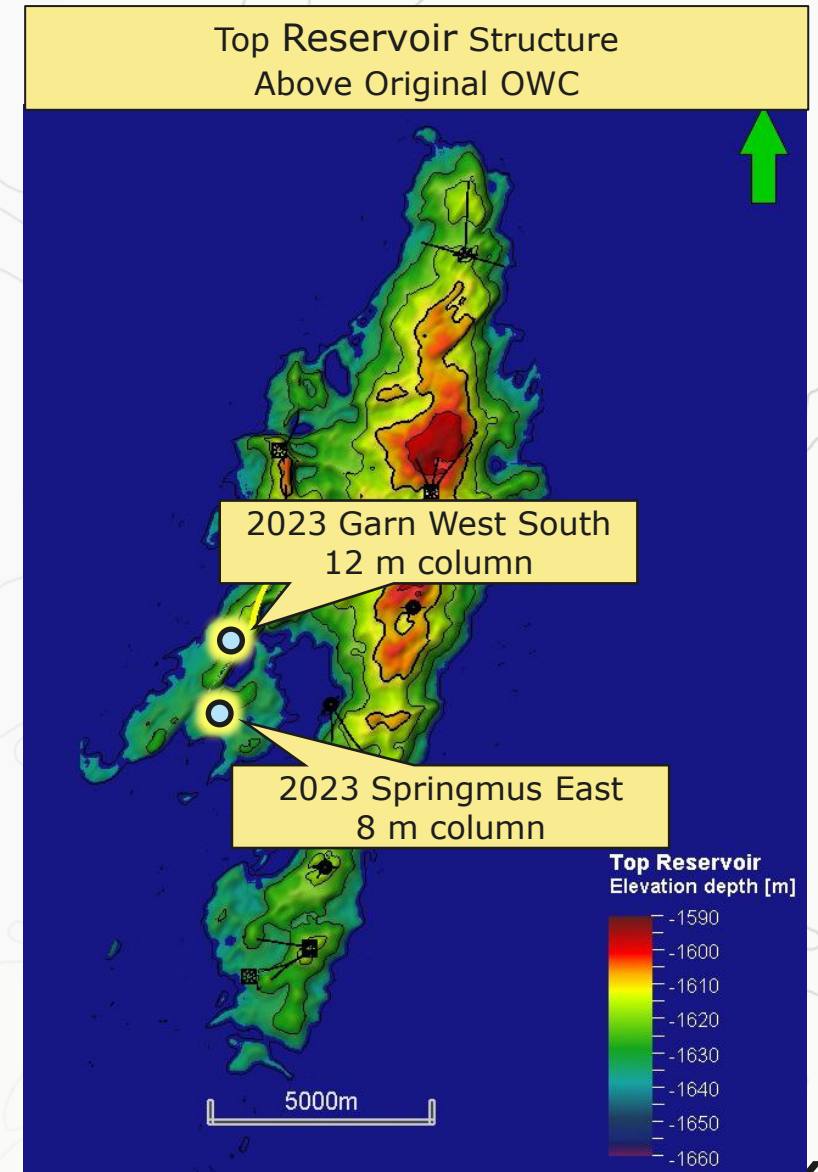 Top Reservoir Structure
Above Original OWC
2023 Garn West South
12 m column
2023 Springmus East
8 m column
Top Reservoir
Elevation depth [m]
-1590
-1600
-1610
-1620
-1630
-1640
-1650
-1660
5000m